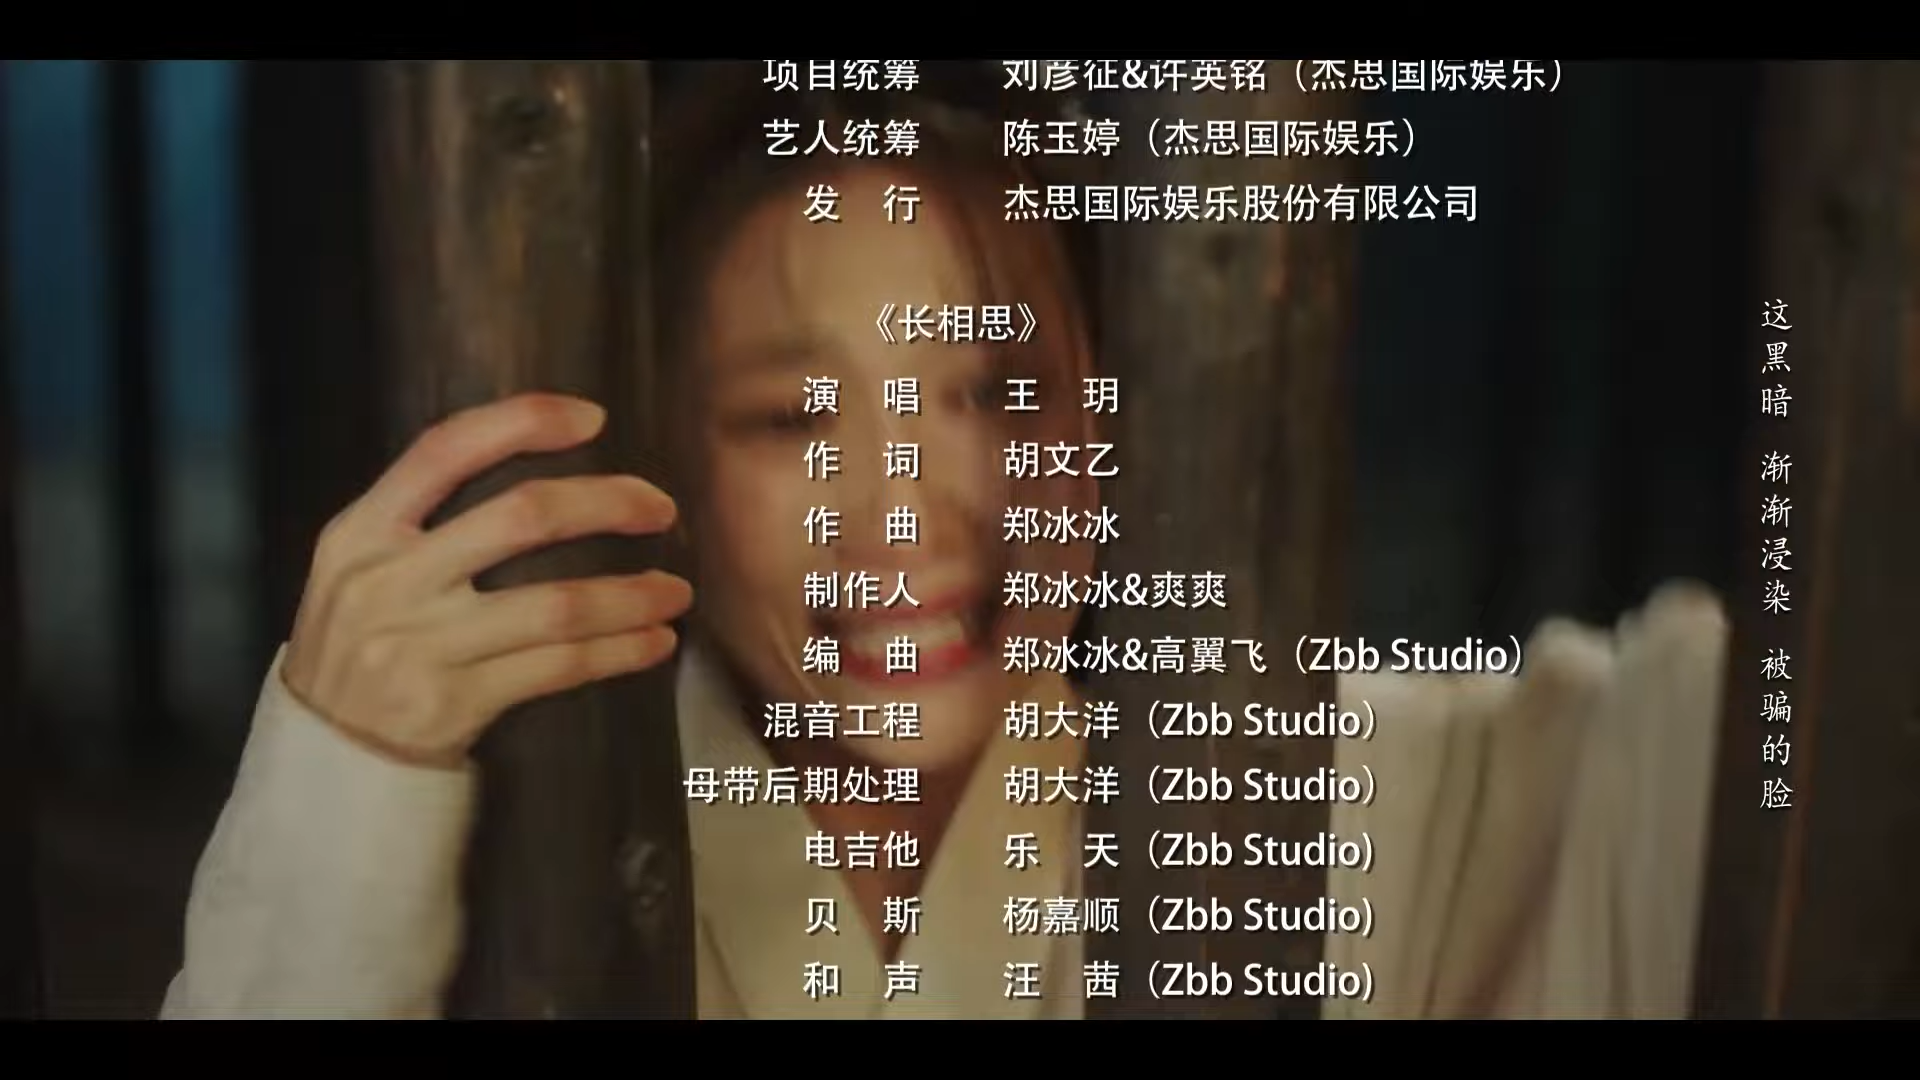 项目统筹 刘彦征&许英铭（杰思国际娱乐）
艺人统筹 陈玉婷（杰思国际娱乐）
发 行 杰思国际娱乐股份有限公司
《长相思》
演 唱 王 玥
作 词 胡文乙
作 曲 郑冰冰
制作人 郑冰冰&爽爽
编 曲 郑冰冰&高翼飞（Zbb Studio）
混音工程 胡大洋（Zbb Studio）
母带后期处理 胡大洋（Zbb Studio）
电吉他 乐 天（Zbb Studio)
贝 斯 杨嘉顺（Zbb Studio)
和 声 汪 茜（Zbb Studio)
这黑暗 渐渐浸染 被骗的脸